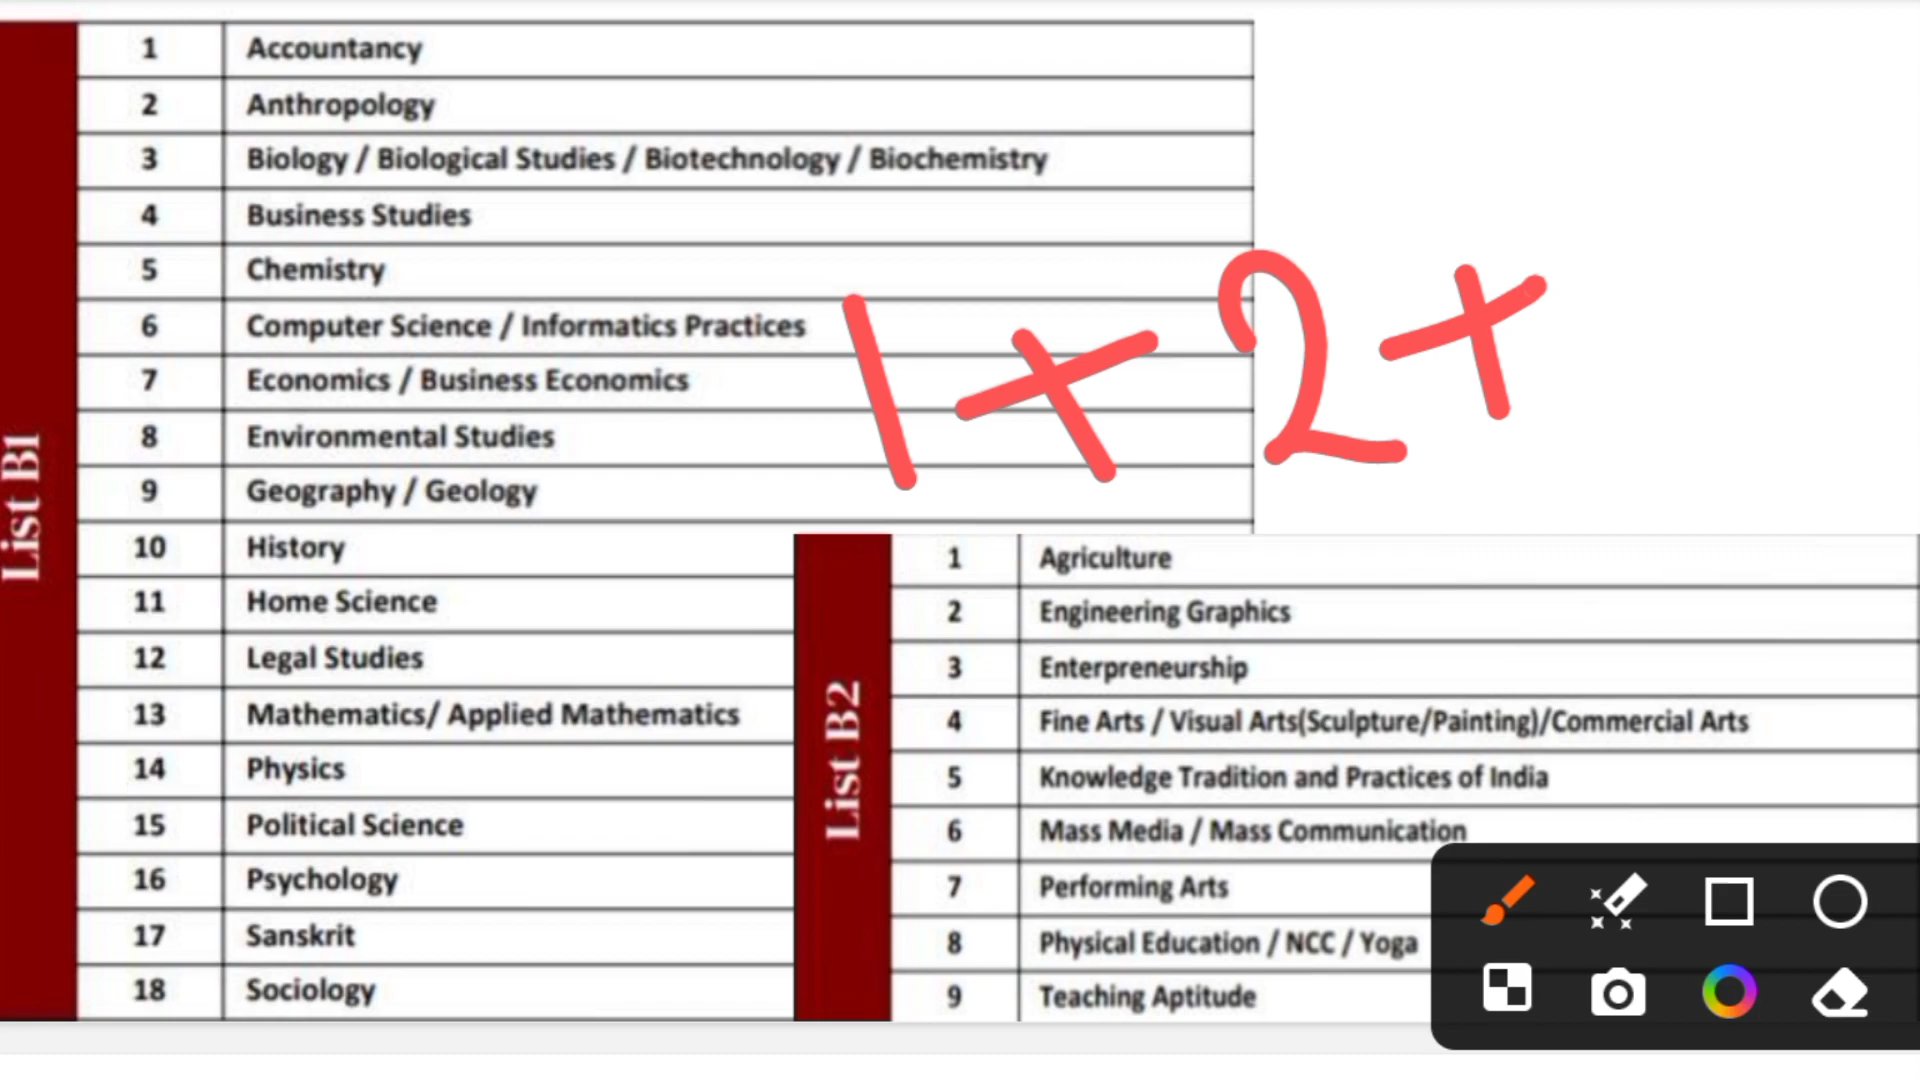 List B1
1 Accountancy
2 Anthropology
3 Biology / Biological Studies / Biotechnology / Biochemistry
4 Business Studies
5 Chemistry
6 Computer Science / Informatics Practices
7 Economics / Business Economics
8 Environmental Studies
9 Geography / Geology
10 History
11 Home Science
12 Legal Studies
13 Mathematics/ Applied Mathematics
14 Physics
15 Political Science
16 Psychology
17 Sanskrit
18 Sociology
1 + 2 +
List B2
1 Agriculture
2 Engineering Graphics
3 Enterpreneurship
4 Fine Arts / Visual Arts(Sculpture/Painting)/Commercial Arts
5 Knowledge Tradition and Practices of India
6 Mass Media / Mass Communication
7 Performing Arts
8 Physical Education / NCC / Yoga
9 Teaching Aptitude